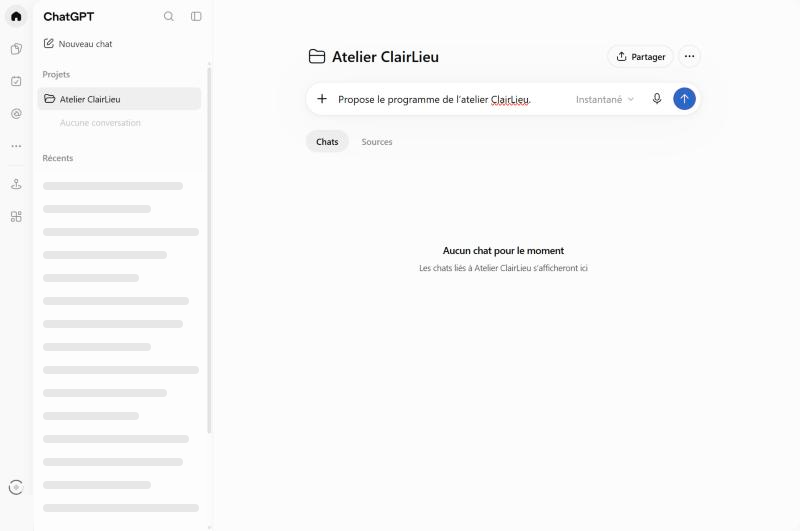 ChatGPT
Nouveau chat
Projets
Atelier ClairLieu
Aucune conversation
Récents
Atelier ClairLieu
Partager
Propose le programme de l'atelier ClairLieu.
Instantané
Chats
Sources
Aucun chat pour le moment
Les chats liés à Atelier ClairLieu s'afficheront ici